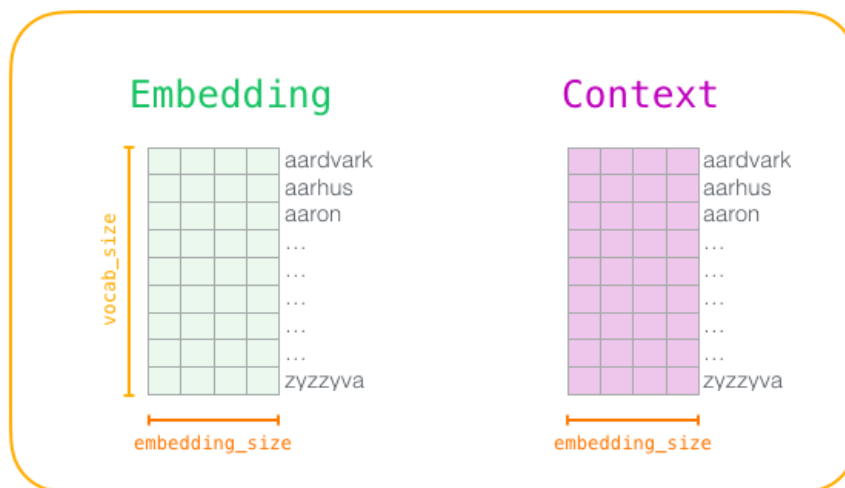 Embedding
Context
vocab_size
aardvark
aarhus
aaron
...
...
...
...
...
zyzzyva
embedding_size
aardvark
aarhus
aaron
...
...
...
...
...
zyzzyva
embedding_size